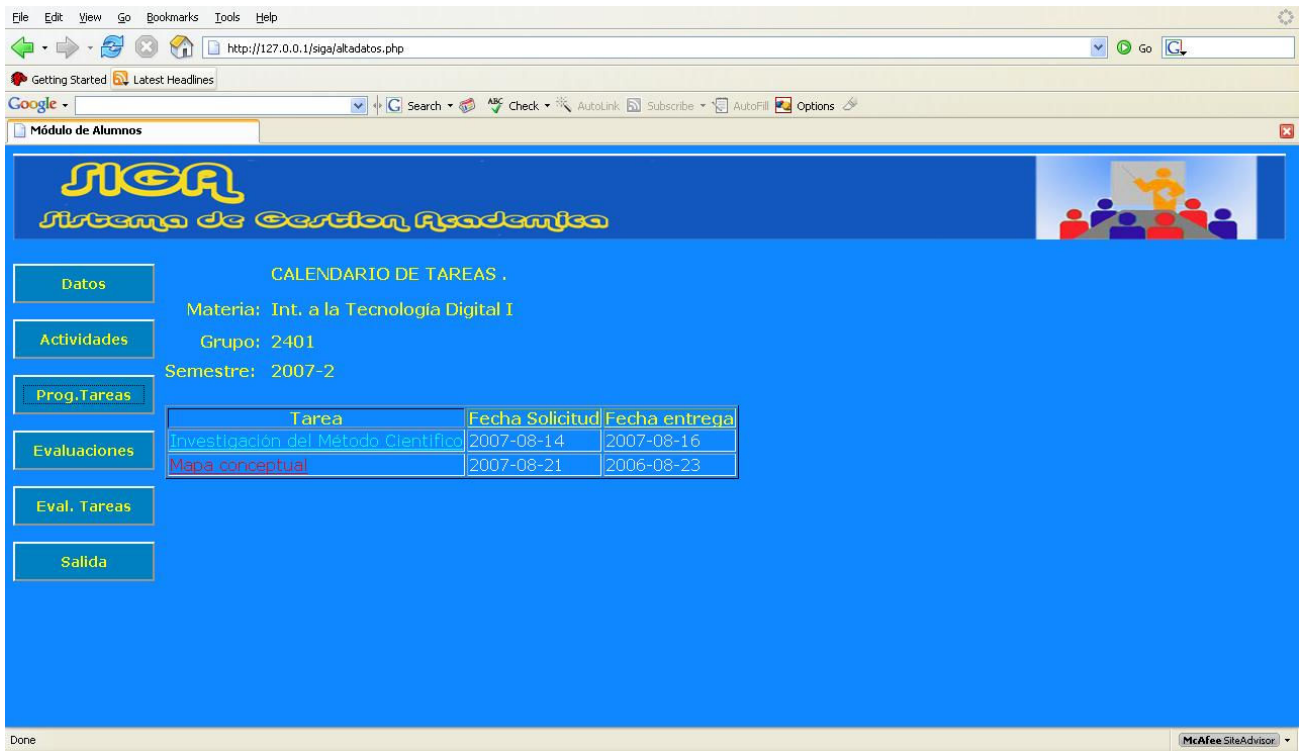 File Edit View Go Bookmarks Tools Help
http://127.0.0.1/siga/altadatos.php Go G
Getting Started Latest Headlines
Google Search ABC Check AutoLink Subscribe AutoFill Options
Módulo de Alumnos
SIGA
Sistema de Gestion Academica
Datos
Actividades
Prog.Tareas
Evaluaciones
Eval. Tareas
Salida
CALENDARIO DE TAREAS .
Materia: Int. a la Tecnología Digital I
Grupo: 2401
Semestre: 2007-2
Tarea Fecha Solicitud Fecha entrega
Investigación del Método Cientifico 2007-08-14 2007-08-16
Mapa conceptual 2007-08-21 2006-08-23
Done McAfee SiteAdvisor